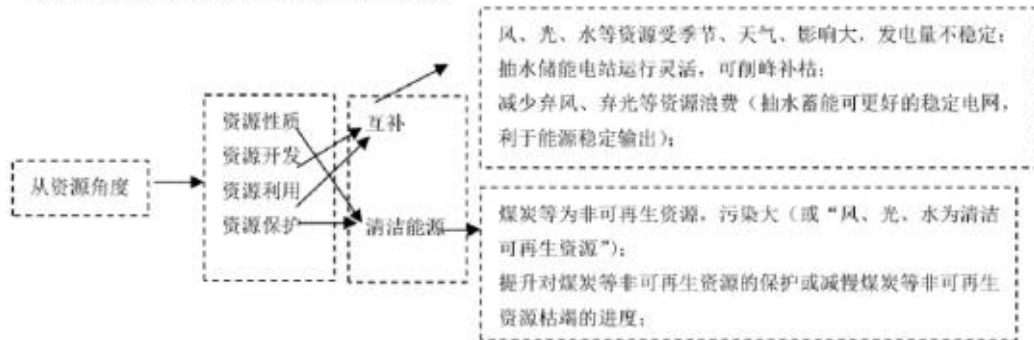 风、光、水等资源受季节、天气、影响大，发电量不稳定；
抽水储能电站运行灵活，可削峰补枯；
减少弃风、弃光等资源浪费（抽水蓄能可更好的稳定电网，
利于能源稳定输出）；
从资源角度
资源性质
资源开发
资源利用
资源保护
互补
清洁能源
煤炭等为非可再生资源，污染大（或“风、光、水为清洁
可再生资源”）；
提升对煤炭等非可再生资源的保护或减慢煤炭等非可再生
资源枯竭的进度；